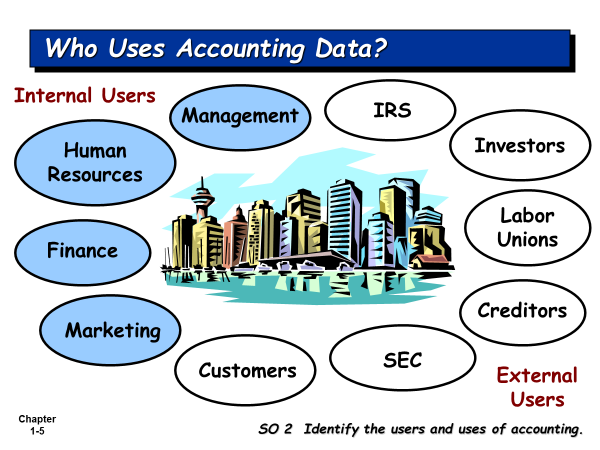 Who Uses Accounting Data?
Internal Users
Management
IRS
Human
Resources
Investors
Labor
Unions
Finance
Creditors
Marketing
Customers
SEC
External
Users
Chapter
1-5
SO 2  Identify the users and uses of accounting.